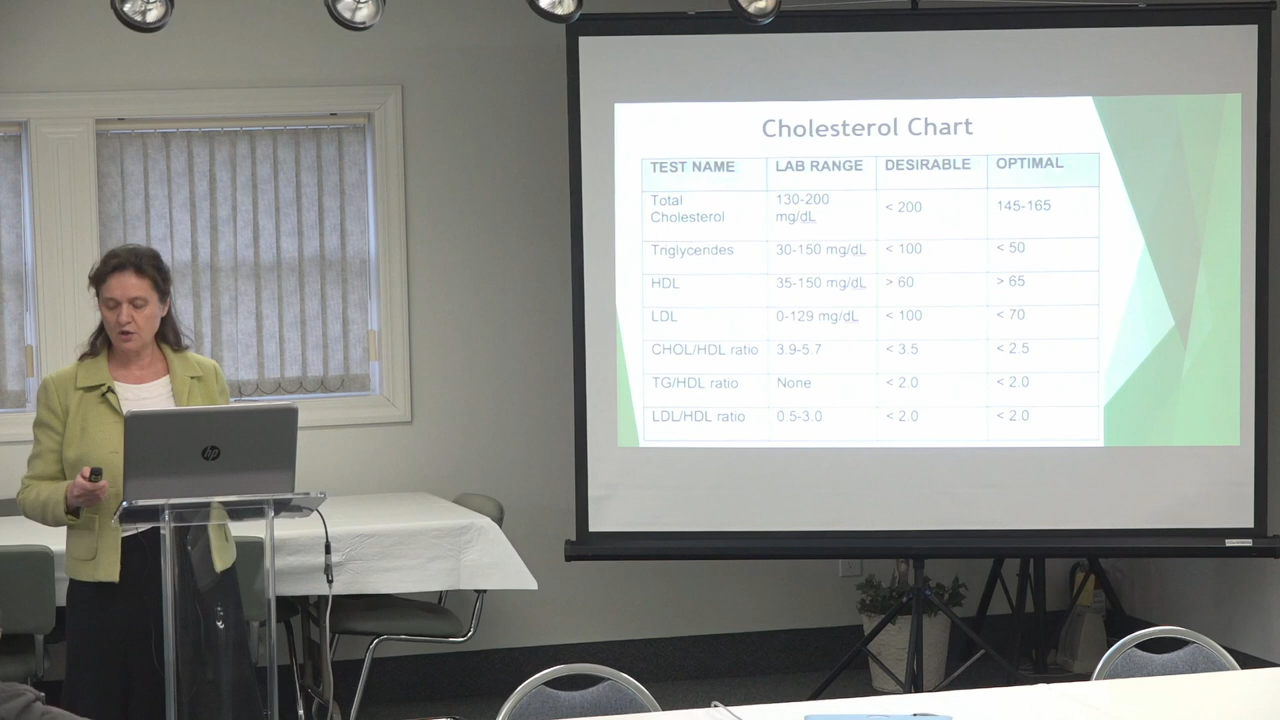 Cholesterol Chart
TEST NAME LAB RANGE DESIRABLE OPTIMAL
Total Cholesterol 130-200 mg/dL < 200 145-165
Triglycerides 30-150 mg/dL < 100 < 50
HDL 35-150 mg/dL > 60 > 65
LDL 0-129 mg/dL < 100 < 70
CHOL/HDL ratio 3.9-5.7 < 3.5 < 2.5
TG/HDL ratio None < 2.0 < 2.0
LDL/HDL ratio 0.5-3.0 < 2.0 < 2.0
hp